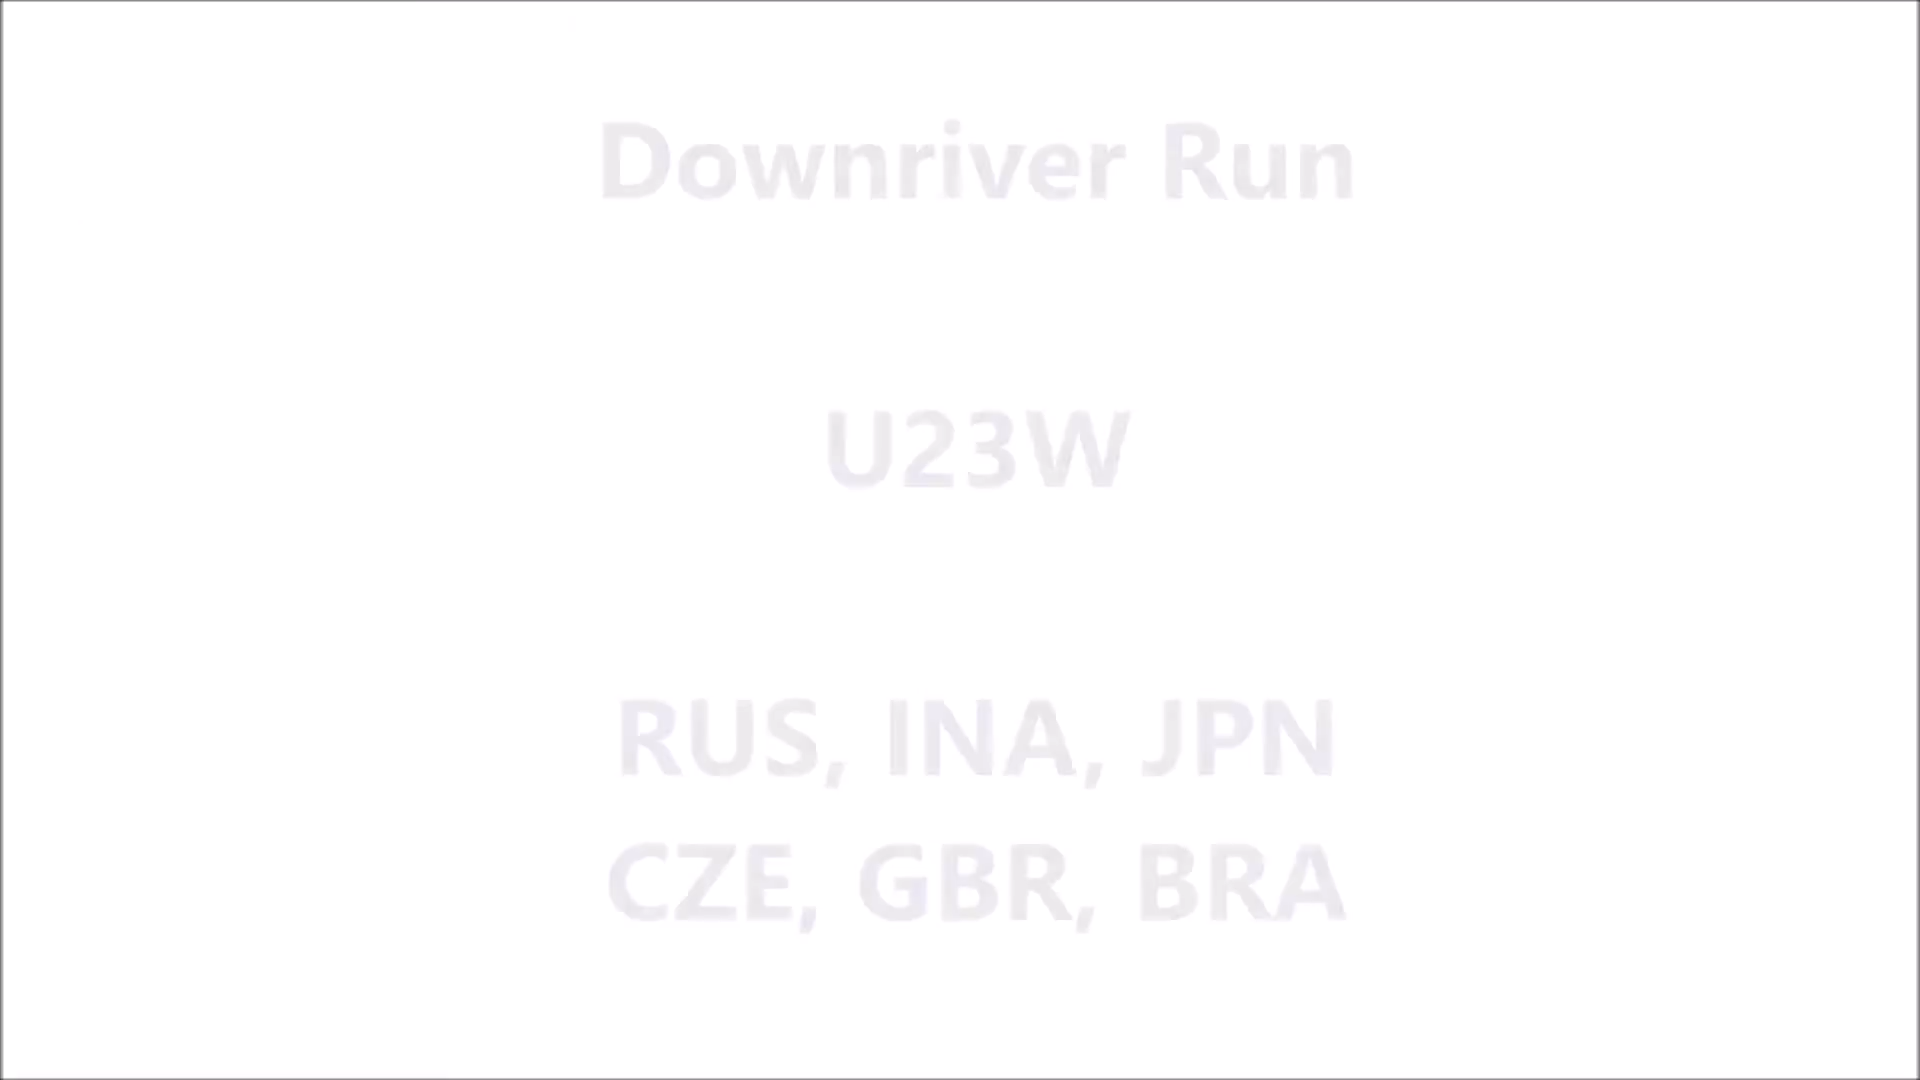 Downriver Run
U23W
RUS, INA, JPN
CZE, GBR, BRA